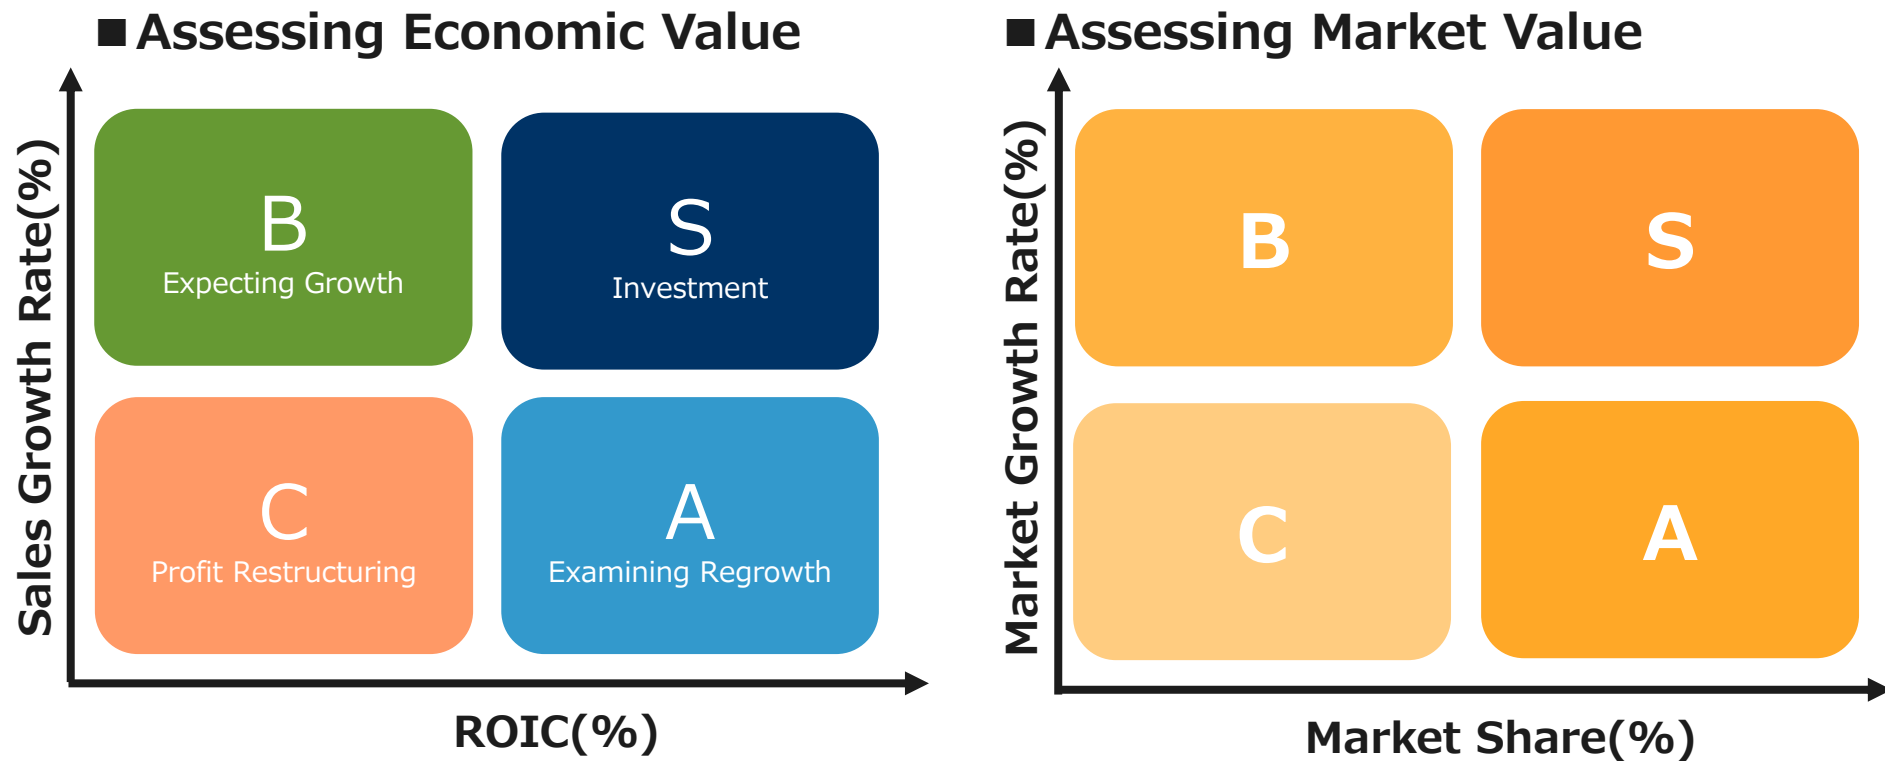 ■Assessing Economic Value
Sales Growth Rate(%)
B
Expecting Growth
S
Investment
C
Profit Restructuring
A
Examining Regrowth
ROIC(%)
■Assessing Market Value
Market Growth Rate(%)
B
S
C
A
Market Share(%)